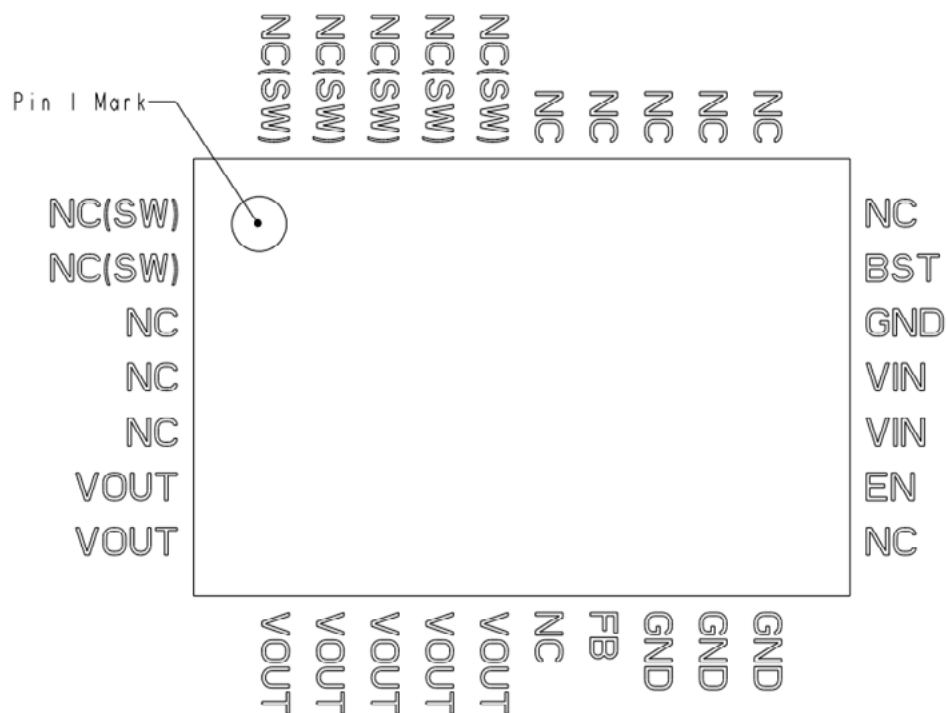 NC(SW) NC(SW) NC(SW) NC(SW) NC(SW) NC NC NC NC NC
Pin 1 Mark
NC(SW)
NC(SW)
NC
NC
NC
VOUT
VOUT
NC
BST
GND
VIN
VIN
EN
NC
VOUT VOUT VOUT VOUT VOUT NC FB GND GND GND